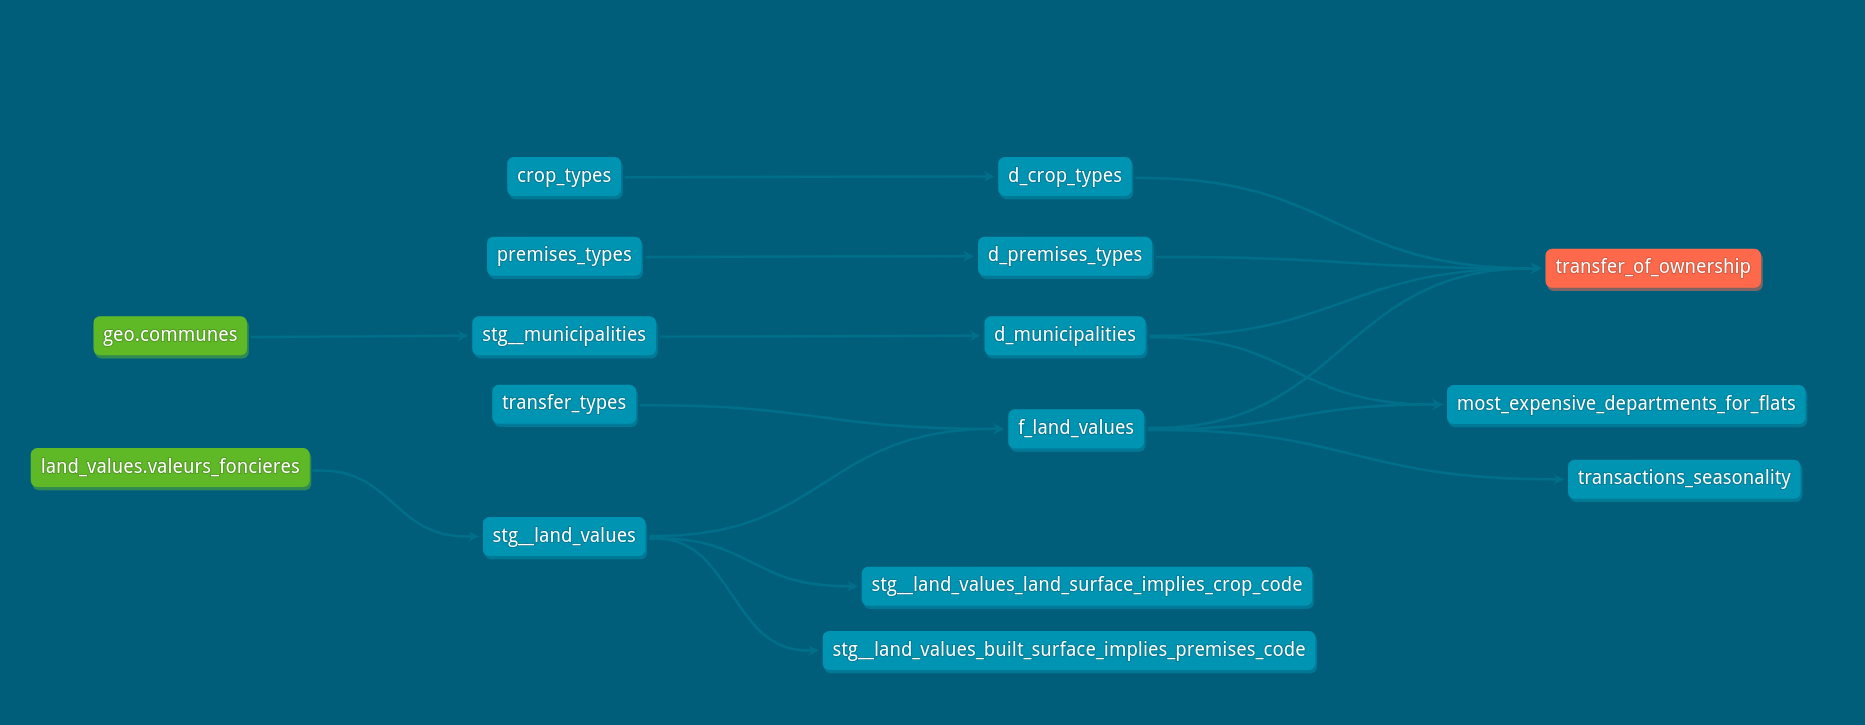 crop_types
d_crop_types
premises_types
d_premises_types
transfer_of_ownership
geo.communes
stg__municipalities
d_municipalities
transfer_types
most_expensive_departments_for_flats
f_land_values
land_values.valeurs_foncieres
transactions_seasonality
stg__land_values
stg__land_values_land_surface_implies_crop_code
stg__land_values_built_surface_implies_premises_code